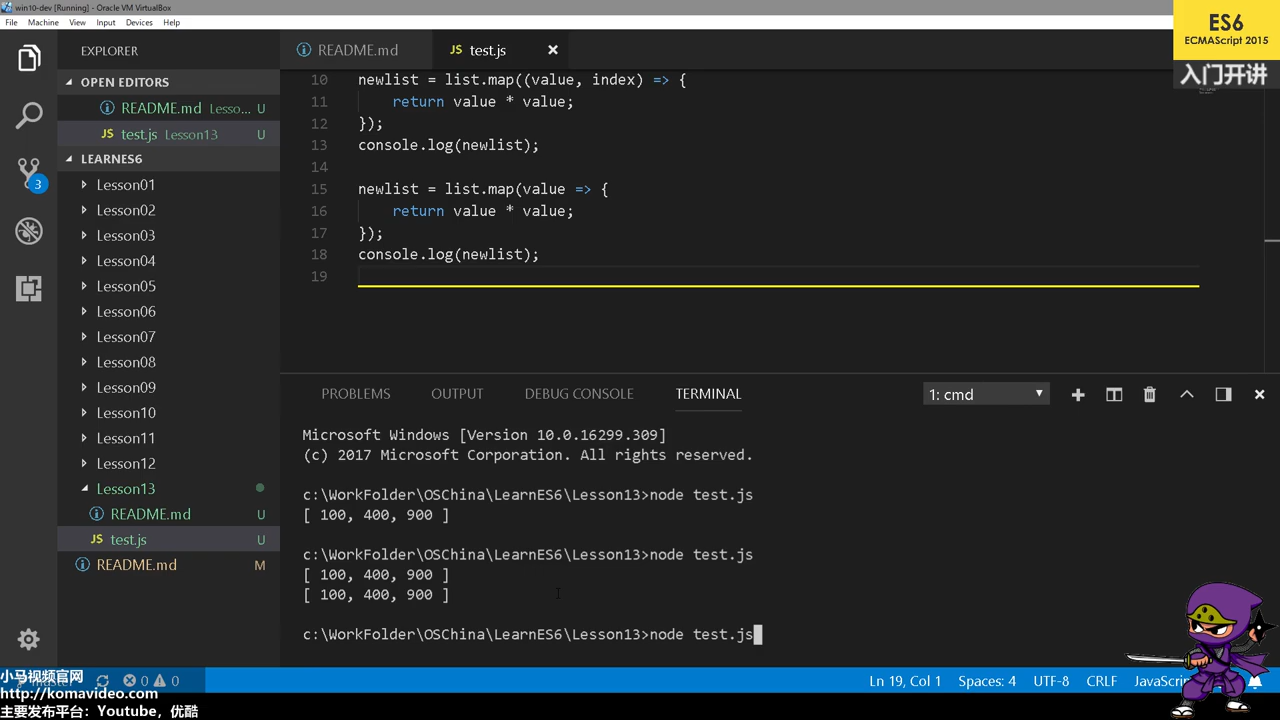 win10-dev [Running] - Oracle VM VirtualBox
File Machine View Input Devices Help
ES6
ECMAScript 2015
入门开讲
EXPLORER
OPEN EDITORS
README.md Lesso... U
JS test.js Lesson13 U
LEARNES6
Lesson01
Lesson02
Lesson03
Lesson04
Lesson05
Lesson06
Lesson07
Lesson08
Lesson09
Lesson10
Lesson11
Lesson12
Lesson13
README.md U
JS test.js U
README.md M
3
README.md JS test.js
10 newlist = list.map((value, index) => {
11 return value * value;
12 });
13 console.log(newlist);
14
15 newlist = list.map(value => {
16 return value * value;
17 });
18 console.log(newlist);
19
PROBLEMS OUTPUT DEBUG CONSOLE TERMINAL 1: cmd
Microsoft Windows [Version 10.0.16299.309]
(c) 2017 Microsoft Corporation. All rights reserved.
c:\WorkFolder\OSChina\LearnES6\Lesson13>node test.js
[ 100, 400, 900 ]
c:\WorkFolder\OSChina\LearnES6\Lesson13>node test.js
[ 100, 400, 900 ]
[ 100, 400, 900 ]
c:\WorkFolder\OSChina\LearnES6\Lesson13>node test.js
小马视频官网
http://komavideo.com
主要发布平台：Youtube，优酷
0 0
Ln 19, Col 1 Spaces: 4 UTF-8 CRLF